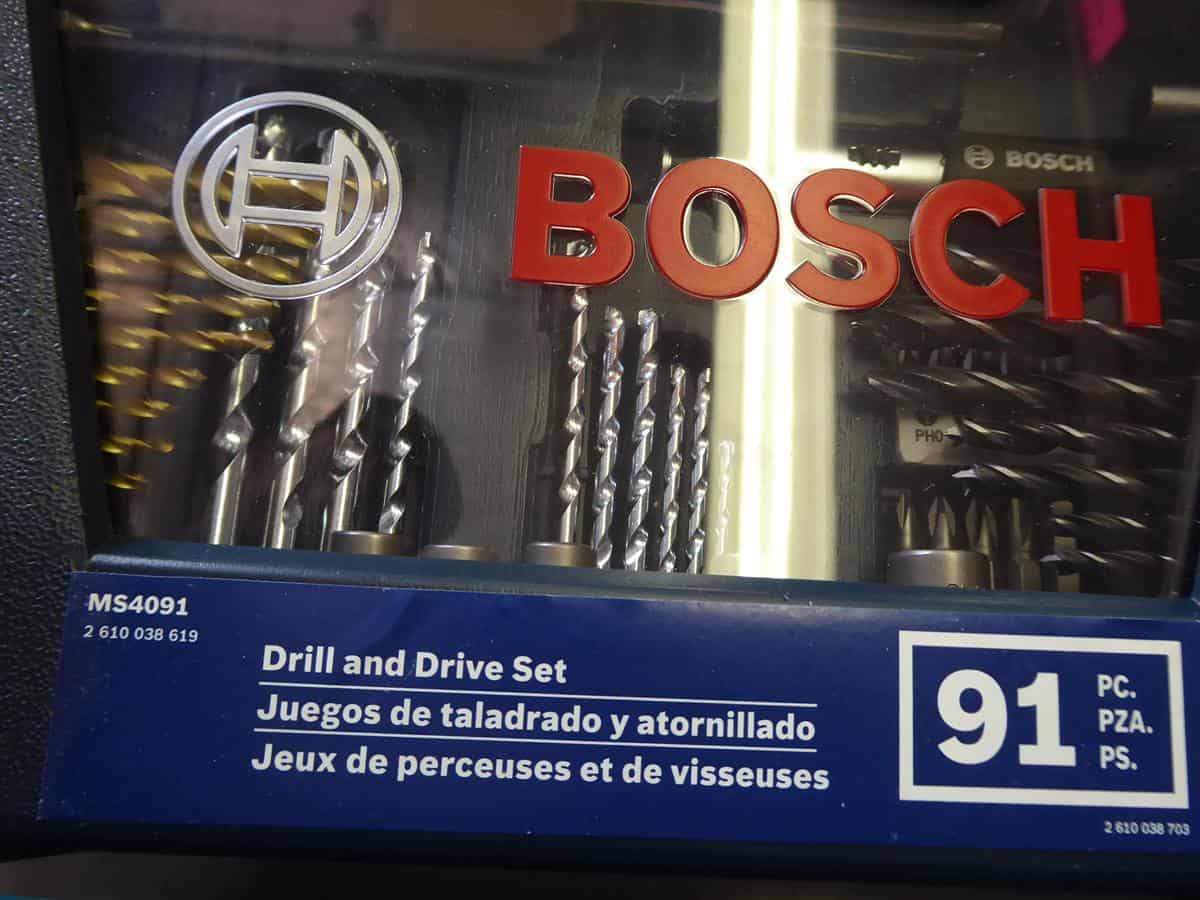 BOSCH
BOSCH
PH0
MS4091
2 610 038 619
Drill and Drive Set
Juegos de taladrado y atornillado
Jeux de perceuses et de visseuses
91
PC.
PZA.
PS.
2 610 038 703